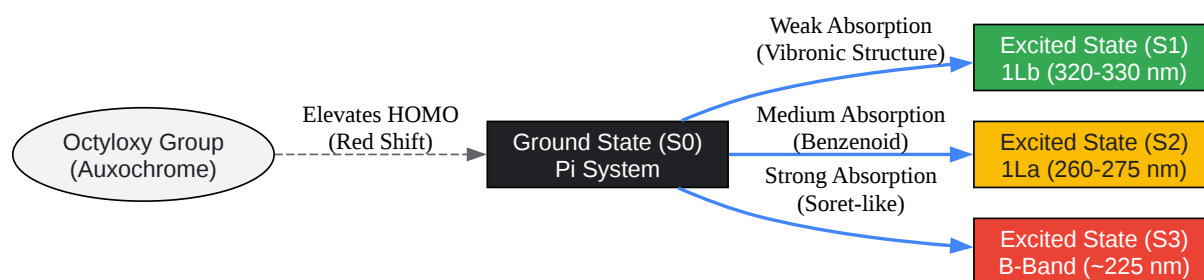 Octyloxy Group
(Auxochrome)
Elevates HOMO
(Red Shift)
Ground State (S0)
Pi System
Weak Absorption
(Vibronic Structure)
Medium Absorption
(Benzenoid)
Strong Absorption
(Soret-like)
Excited State (S1)
1Lb (320-330 nm)
Excited State (S2)
1La (260-275 nm)
Excited State (S3)
B-Band (~225 nm)